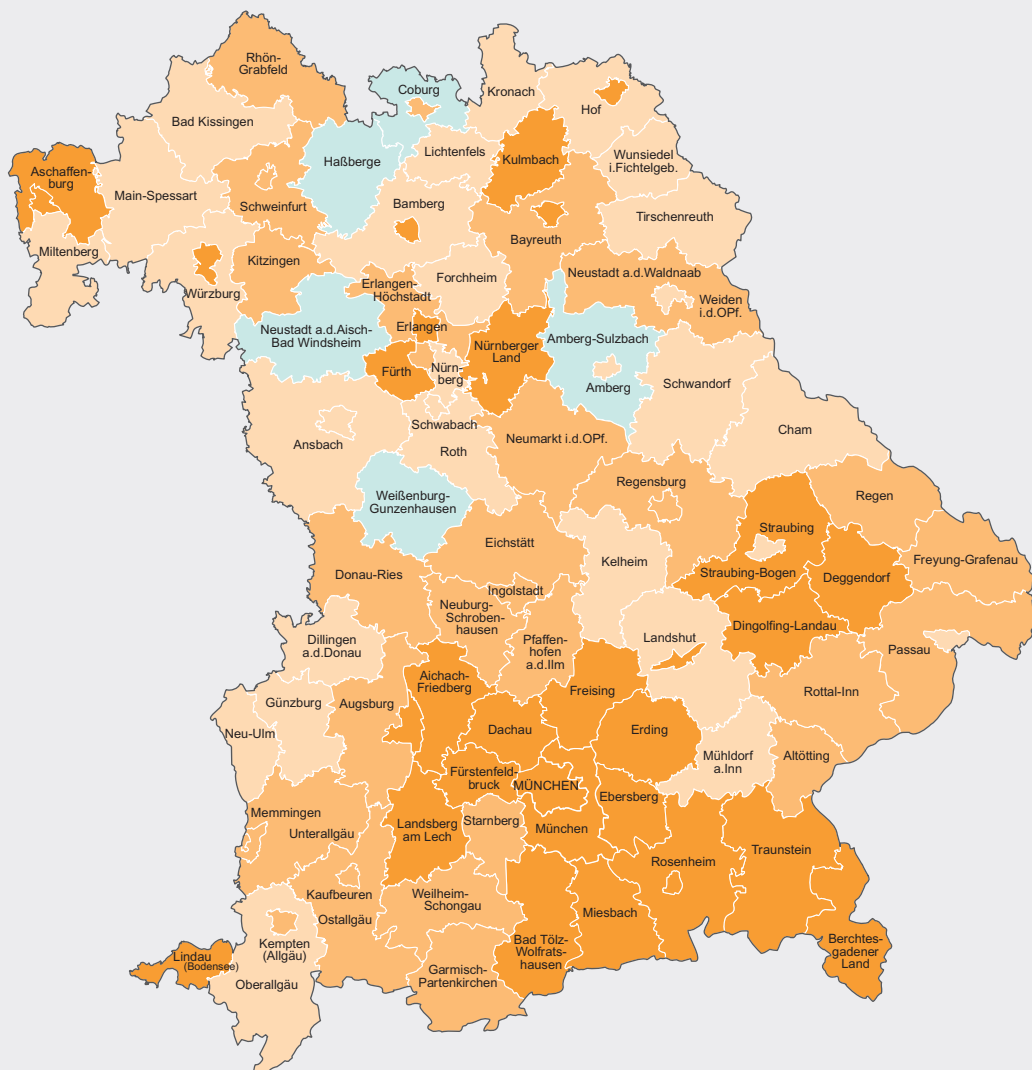 Rhön-
Grabfeld
Coburg
Kronach
Hof
Bad Kissingen
Lichtenfels
Kulmbach
Wunsiedel
i.Fichtelgeb.
Haßberge
Aschaffen-
burg
Main-Spessart
Schweinfurt
Bamberg
Tirschenreuth
Bayreuth
Miltenberg
Kitzingen
Würzburg
Forchheim
Erlangen-
Höchstadt
Neustadt a.d.Waldnaab
Weiden
i.d.OPf.
Neustadt a.d.Aisch-
Bad Windsheim
Erlangen
Nürnberger
Land
Amberg-Sulzbach
Fürth
Nürn-
berg
Amberg
Schwandorf
Schwabach
Ansbach
Roth
Neumarkt i.d.OPf.
Cham
Regensburg
Weißenburg-
Gunzenhausen
Regen
Straubing
Eichstätt
Kelheim
Freyung-Grafenau
Donau-Ries
Straubing-Bogen
Deggendorf
Ingolstadt
Neuburg-
Schroben-
hausen
Pfaffen-
hofen
a.d.Ilm
Dingolfing-Landau
Dillingen
a.d.Donau
Landshut
Passau
Aichach-
Friedberg
Freising
Rottal-Inn
Günzburg
Augsburg
Neu-Ulm
Dachau
Erding
Mühldorf
a.Inn
Altötting
Fürstenfeld-
bruck
MÜNCHEN
Ebersberg
Memmingen
Unterallgäu
Landsberg
am Lech
Starnberg
München
Traunstein
Rosenheim
Kaufbeuren
Ostallgäu
Weilheim-
Schongau
Miesbach
Bad Tölz-
Wolfrats-
hausen
Berchtes-
gadener
Land
Lindau
(Bodensee)
Kempten
(Allgäu)
Oberallgäu
Garmisch-
Partenkirchen